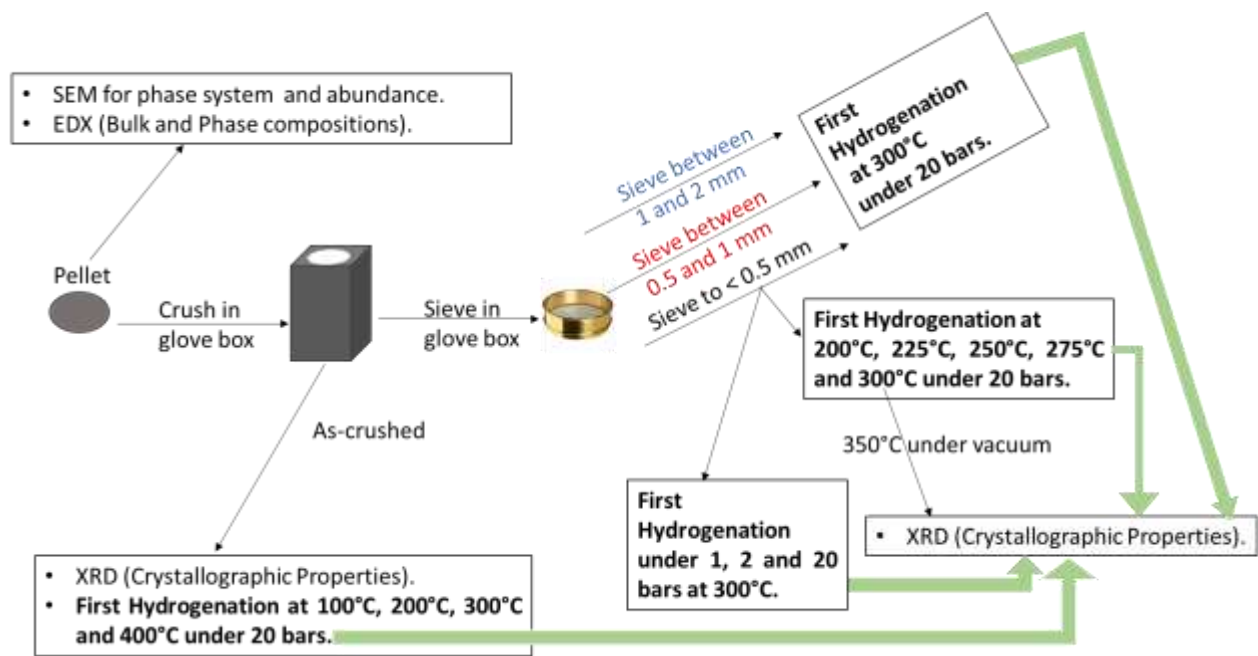 • SEM for phase system and abundance.
• EDX (Bulk and Phase compositions).
Pellet
Crush in
glove box
Sieve in
glove box
Sieve between
1 and 2 mm
Sieve between
0.5 and 1 mm
Sieve to < 0.5 mm
First
Hydrogenation
at 300°C
under 20 bars.
First Hydrogenation at
200°C, 225°C, 250°C, 275°C
and 300°C under 20 bars.
As-crushed
350°C under vacuum
First
Hydrogenation
under 1, 2 and 20
bars at 300°C.
• XRD (Crystallographic Properties).
• XRD (Crystallographic Properties).
• First Hydrogenation at 100°C, 200°C, 300°C
and 400°C under 20 bars.